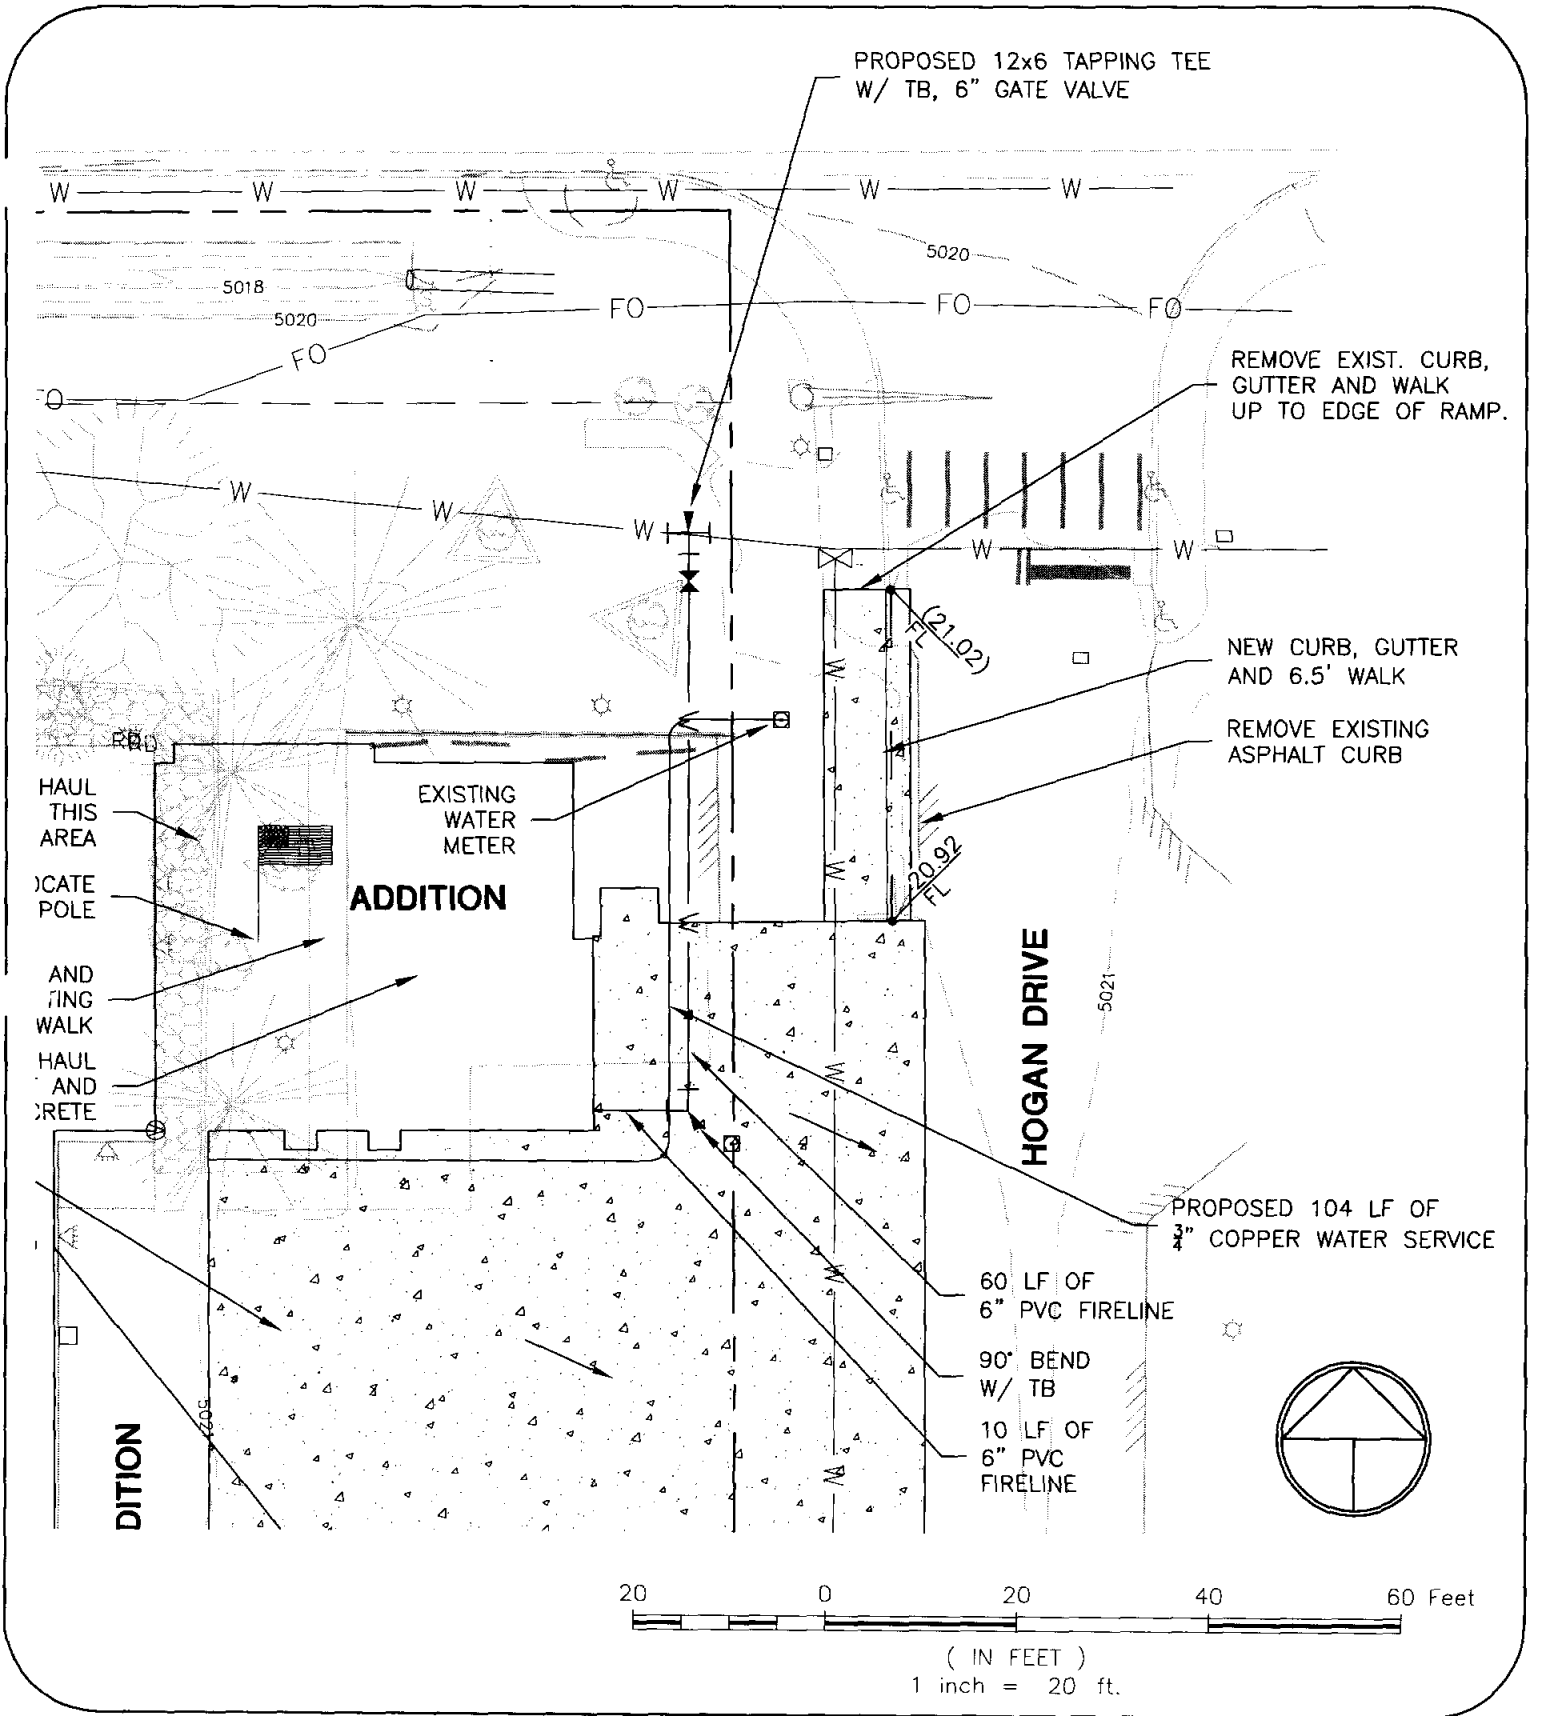 PROPOSED 12x6 TAPPING TEE
W/ TB, 6" GATE VALVE
W W W W W W
5020
5018
FO FO FO
5020
FO
REMOVE EXIST. CURB,
GUTTER AND WALK
UP TO EDGE OF RAMP.
FO
W W W W W
(21.02)
FL
NEW CURB, GUTTER
AND 6.5' WALK
W
REMOVE EXISTING
ASPHALT CURB
HAUL
THIS
AREA
EXISTING
WATER
METER
W
20.92
FL
OCATE
POLE
ADDITION
AND
TING
WALK
HOGAN DRIVE
5021
HAUL
AND
CRETE
W
PROPOSED 104 LF OF
3/4" COPPER WATER SERVICE
W
60 LF OF
6" PVC FIRELINE
90° BEND
W/ TB
10 LF OF
6" PVC
FIRELINE
W
5021
DITION
20 0 20 40 60 Feet
( IN FEET )
1 inch = 20 ft.